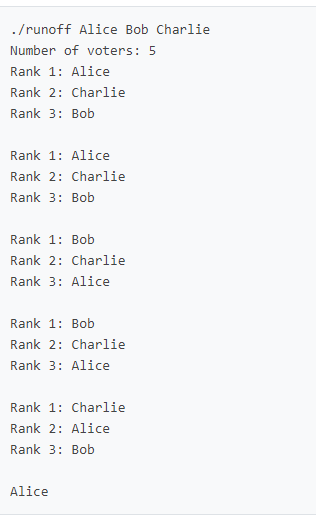 ./runoff Alice Bob Charlie
Number of voters: 5
Rank 1: Alice
Rank 2: Charlie
Rank 3: Bob

Rank 1: Alice
Rank 2: Charlie
Rank 3: Bob

Rank 1: Bob
Rank 2: Charlie
Rank 3: Alice

Rank 1: Bob
Rank 2: Charlie
Rank 3: Alice

Rank 1: Charlie
Rank 2: Alice
Rank 3: Bob

Alice